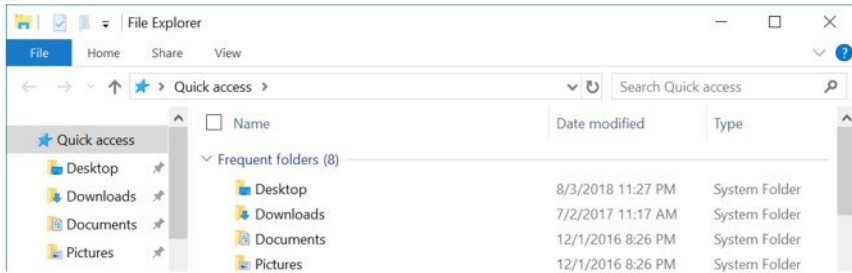 File Explorer
File Home Share View
Quick access Search Quick access
Quick access
Desktop
Downloads
Documents
Pictures
Name Date modified Type
Frequent folders (8)
Desktop 8/3/2018 11:27 PM System Folder
Downloads 7/2/2017 11:17 AM System Folder
Documents 12/1/2016 8:26 PM System Folder
Pictures 12/1/2016 8:26 PM System Folder